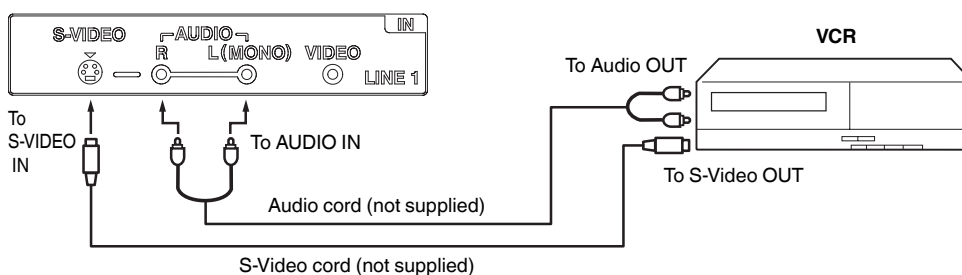 IN
S-VIDEO
AUDIO
R
L(MONO)
VIDEO
LINE 1
VCR
To Audio OUT
To
S-VIDEO
IN
To AUDIO IN
To S-Video OUT
Audio cord (not supplied)
S-Video cord (not supplied)